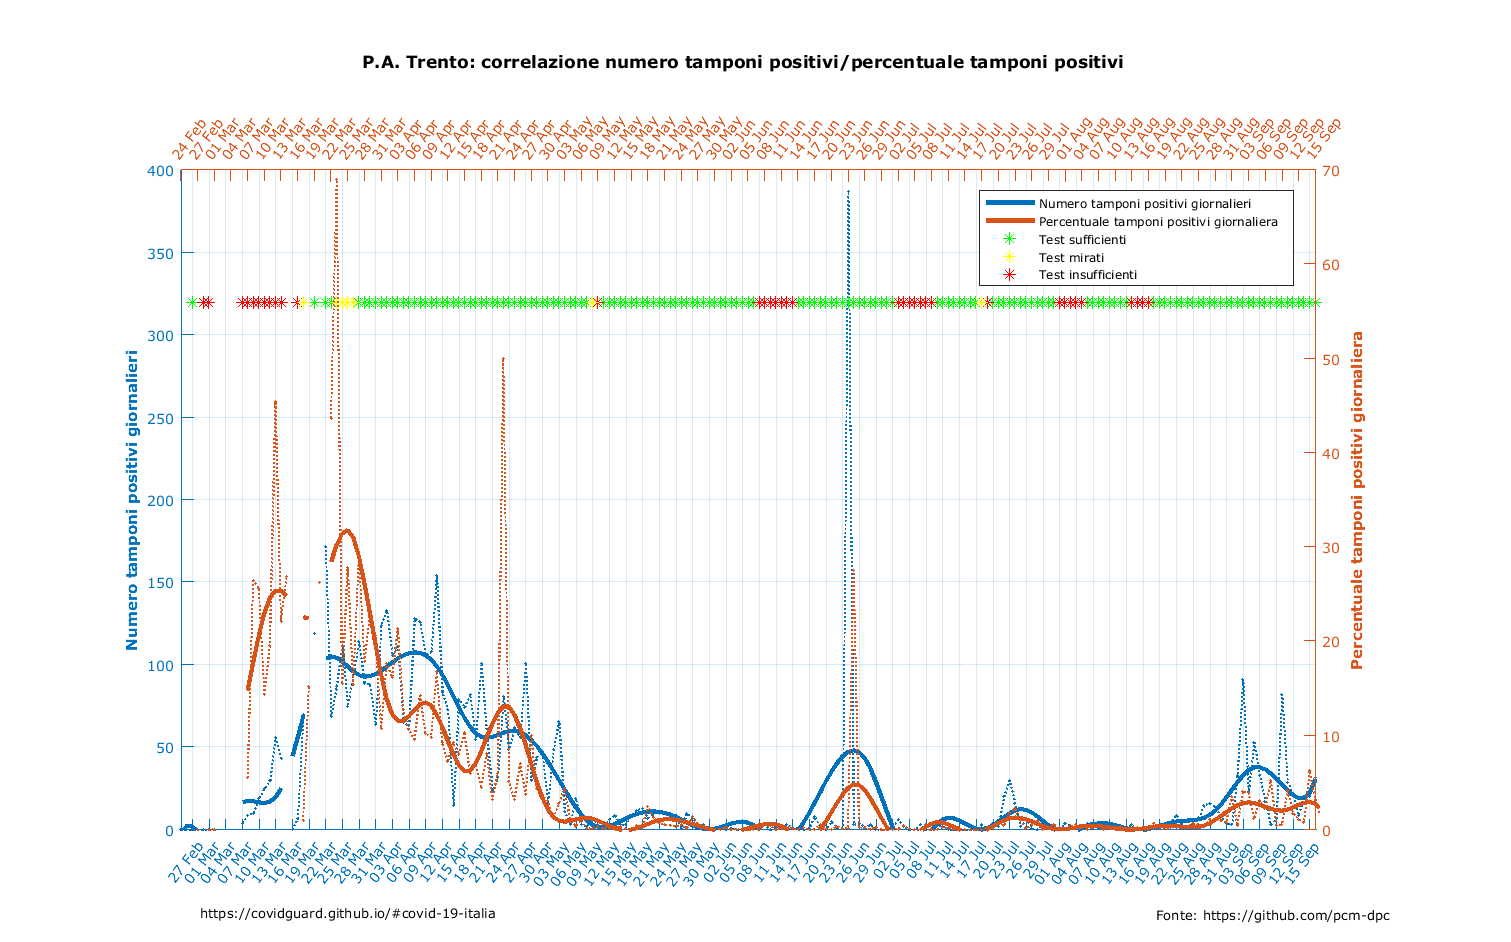 P.A. Trento: correlazione numero tamponi positivi/percentuale tamponi positivi
24 Feb
27 Feb
01 Mar
04 Mar
07 Mar
10 Mar
13 Mar
16 Mar
19 Mar
22 Mar
25 Mar
28 Mar
31 Mar
03 Apr
06 Apr
09 Apr
12 Apr
15 Apr
18 Apr
21 Apr
24 Apr
27 Apr
30 Apr
03 May
06 May
09 May
12 May
15 May
18 May
21 May
24 May
27 May
30 May
02 Jun
05 Jun
08 Jun
11 Jun
14 Jun
17 Jun
20 Jun
23 Jun
26 Jun
29 Jun
02 Jul
05 Jul
08 Jul
11 Jul
14 Jul
17 Jul
20 Jul
23 Jul
26 Jul
29 Jul
01 Aug
04 Aug
07 Aug
10 Aug
13 Aug
16 Aug
19 Aug
22 Aug
25 Aug
28 Aug
31 Aug
03 Sep
06 Sep
09 Sep
12 Sep
15 Sep
Numero tamponi positivi giornalieri
400
350
300
250
200
150
100
50
0
Numero tamponi positivi giornalieri
Percentuale tamponi positivi giornaliera
Test sufficienti
Test mirati
Test insufficienti
70
60
50
40
30
20
10
0
Percentuale tamponi positivi giornaliera
27 Feb
01 Mar
04 Mar
07 Mar
10 Mar
13 Mar
16 Mar
19 Mar
22 Mar
25 Mar
28 Mar
31 Mar
03 Apr
06 Apr
09 Apr
12 Apr
15 Apr
18 Apr
21 Apr
24 Apr
27 Apr
30 Apr
03 May
06 May
09 May
12 May
15 May
18 May
21 May
24 May
27 May
30 May
02 Jun
05 Jun
08 Jun
11 Jun
14 Jun
17 Jun
20 Jun
23 Jun
26 Jun
29 Jun
02 Jul
05 Jul
08 Jul
11 Jul
14 Jul
17 Jul
20 Jul
23 Jul
26 Jul
29 Jul
01 Aug
04 Aug
07 Aug
10 Aug
13 Aug
16 Aug
19 Aug
22 Aug
25 Aug
28 Aug
31 Aug
03 Sep
06 Sep
09 Sep
12 Sep
15 Sep
https://covidguard.github.io/#covid-19-italia
Fonte: https://github.com/pcm-dpc